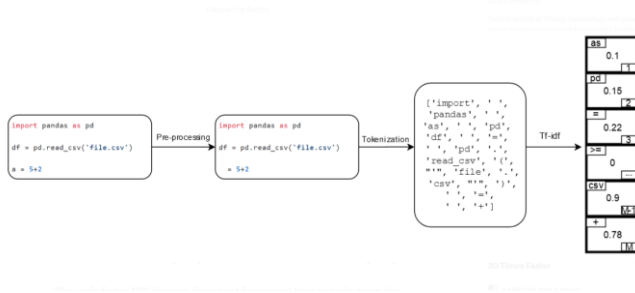 import pandas as pd
df = pd.read_csv('file.csv')
a = 5+2
Pre-processing
import pandas as pd
df = pd.read_csv('file.csv')
= 5+2
Tokenization
['import', ' ',
'pandas', ' ',
'as', ' ', 'pd',
'df', ' ', '=',
' ', 'pd', '.',
'read_csv', '(',
"'", 'file', '.',
'csv', "'", ')',
' ', '=',
' ', '+']
Tf-idf
as
0.1
1
pd
0.15
2
=
0.22
3
>=
0
...
csv
0.9
M-1
+
0.78
M